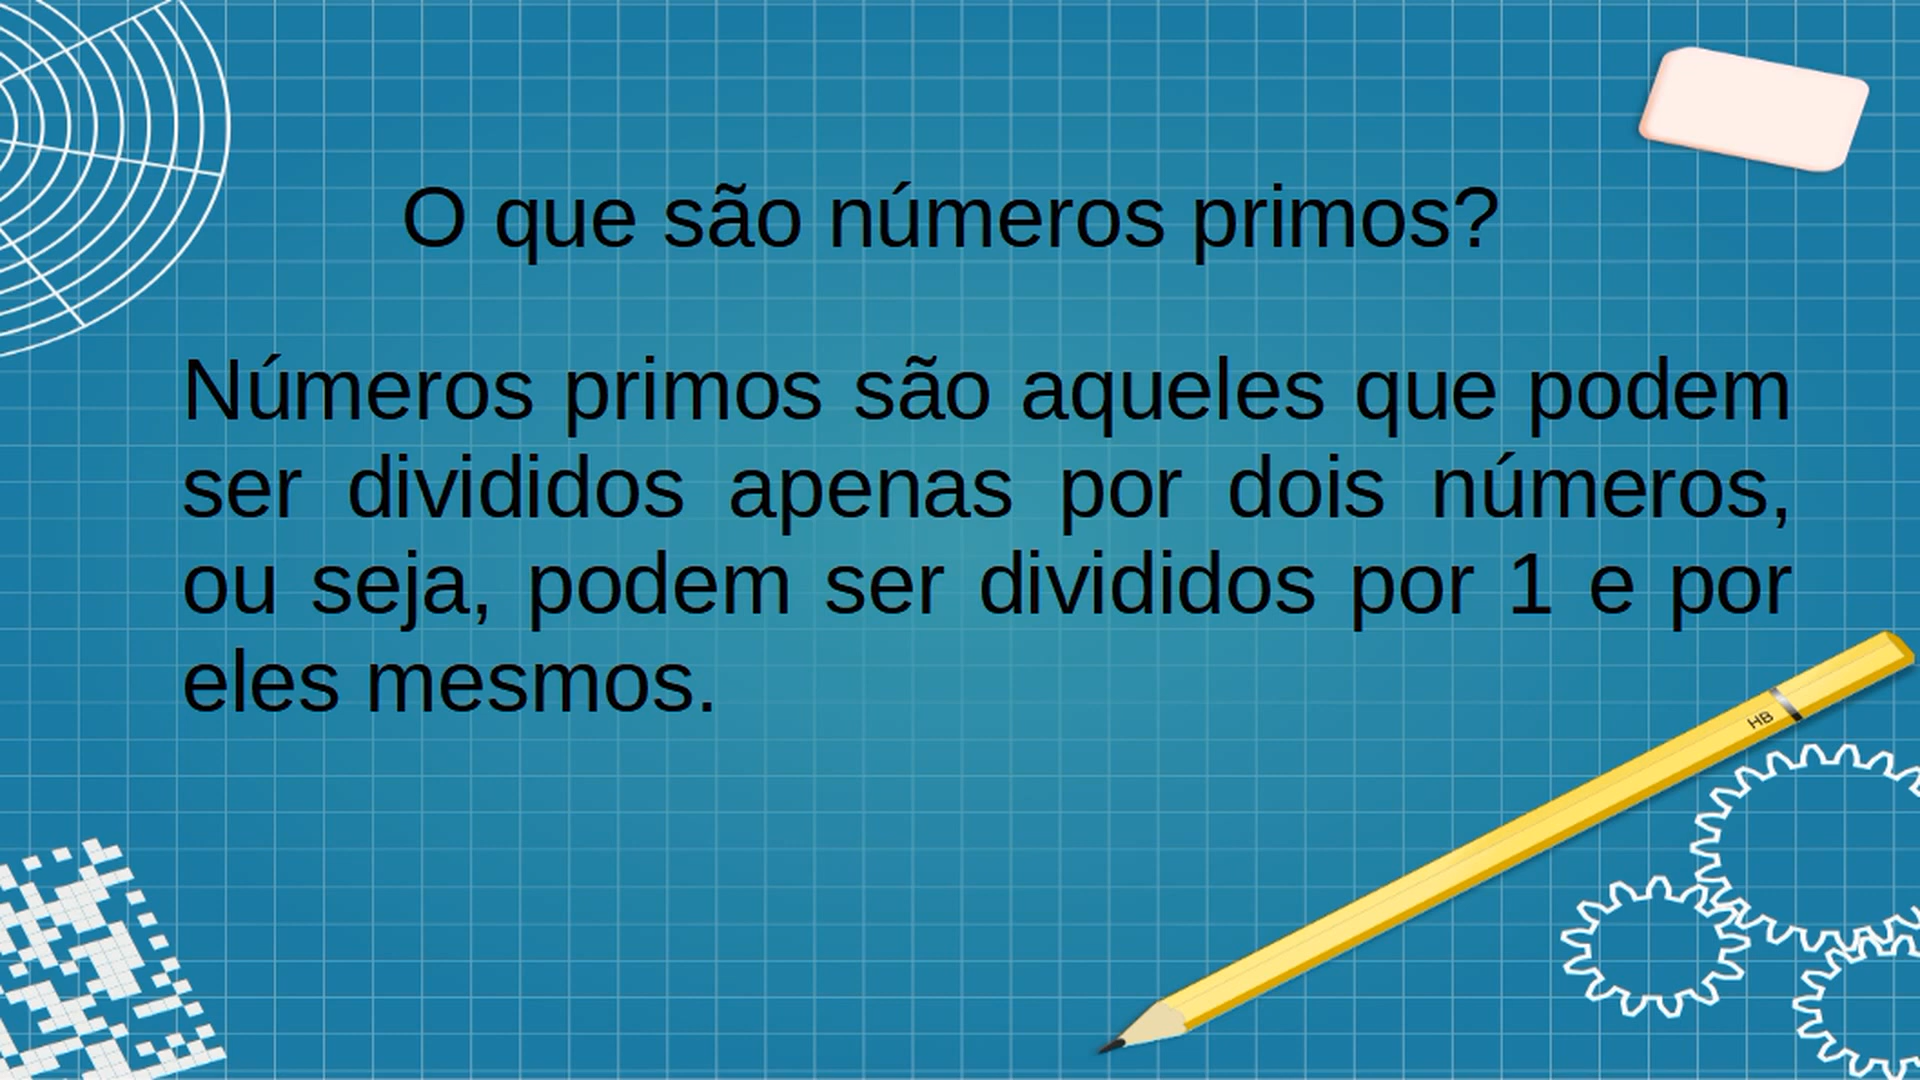 O que são números primos?
Números primos são aqueles que podem
ser divididos apenas por dois números,
ou seja, podem ser divididos por 1 e por
eles mesmos.
HB